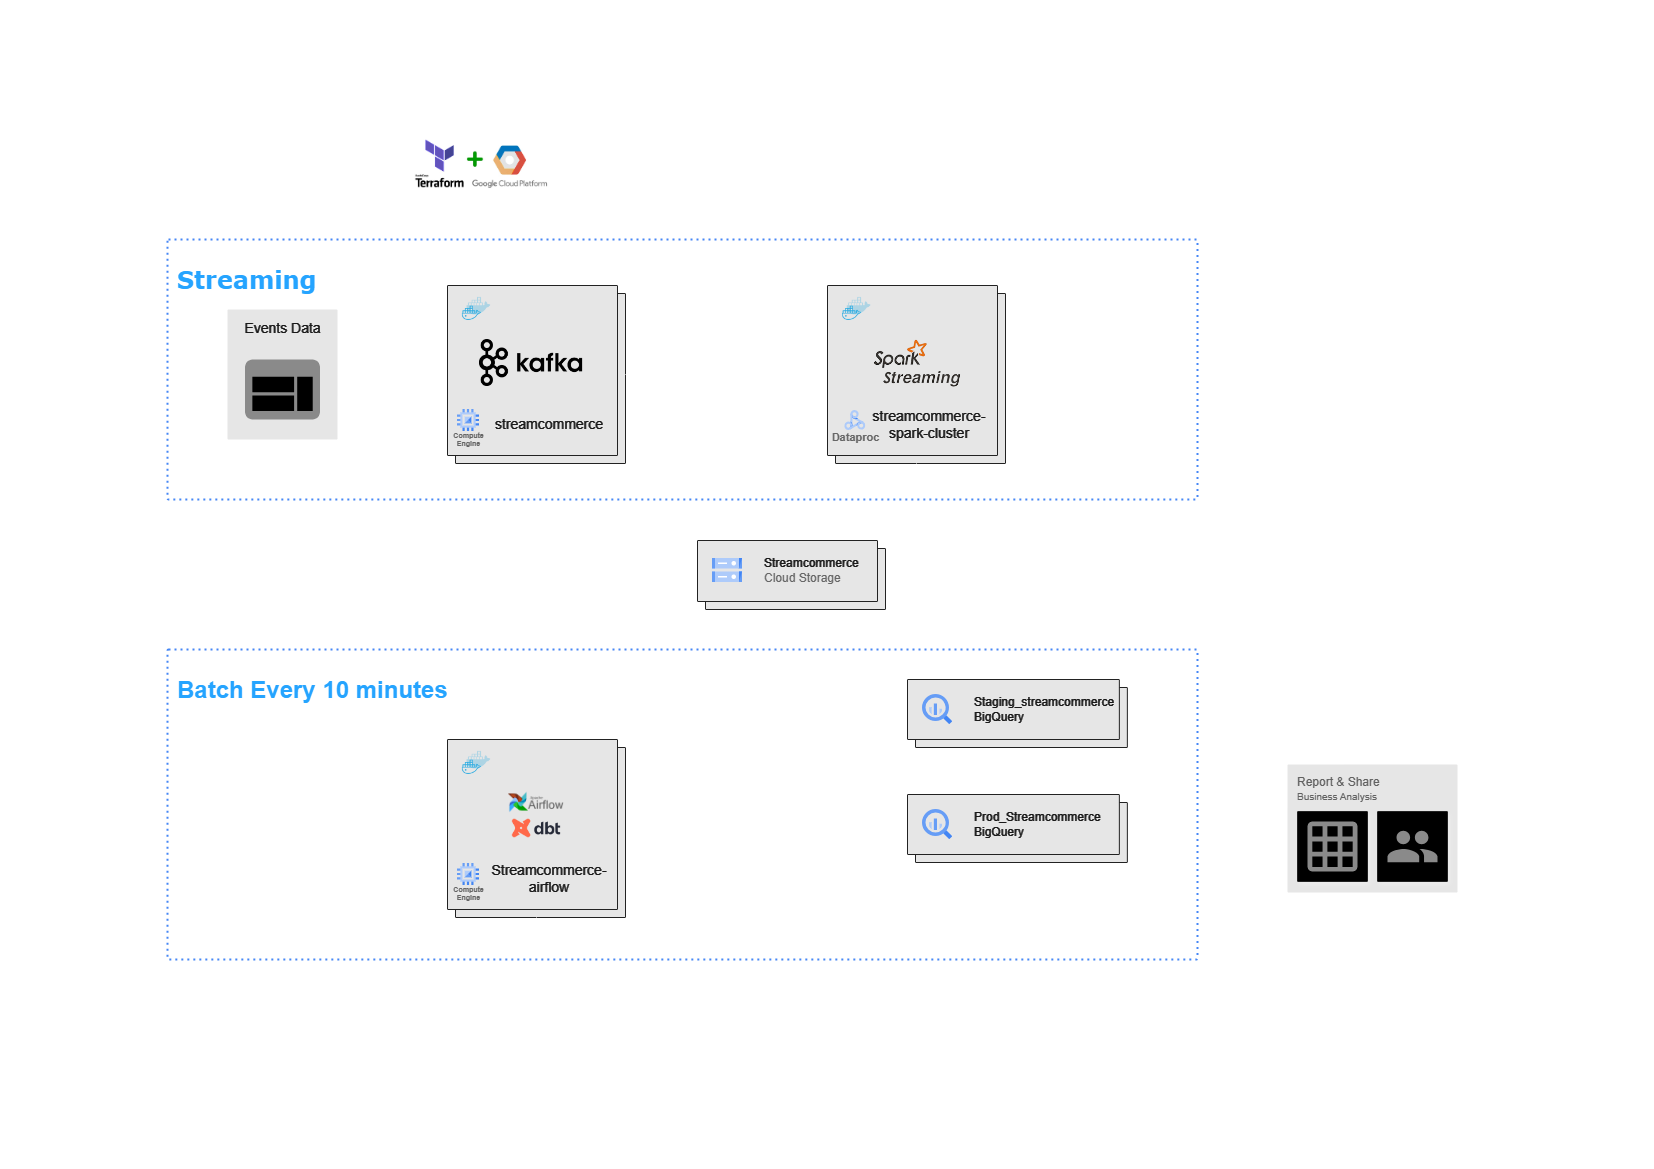 Terraform
Google Cloud Platform
Streaming
Events Data
kafka
Compute
Engine
streamcommerce
Spark
Streaming
Dataproc
streamcommerce-
spark-cluster
Streamcommerce
Cloud Storage
Batch Every 10 minutes
Airflow
dbt
Compute
Engine
Streamcommerce-
airflow
Staging_streamcommerce
BigQuery
Prod_Streamcommerce
BigQuery
Report & Share
Business Analysis